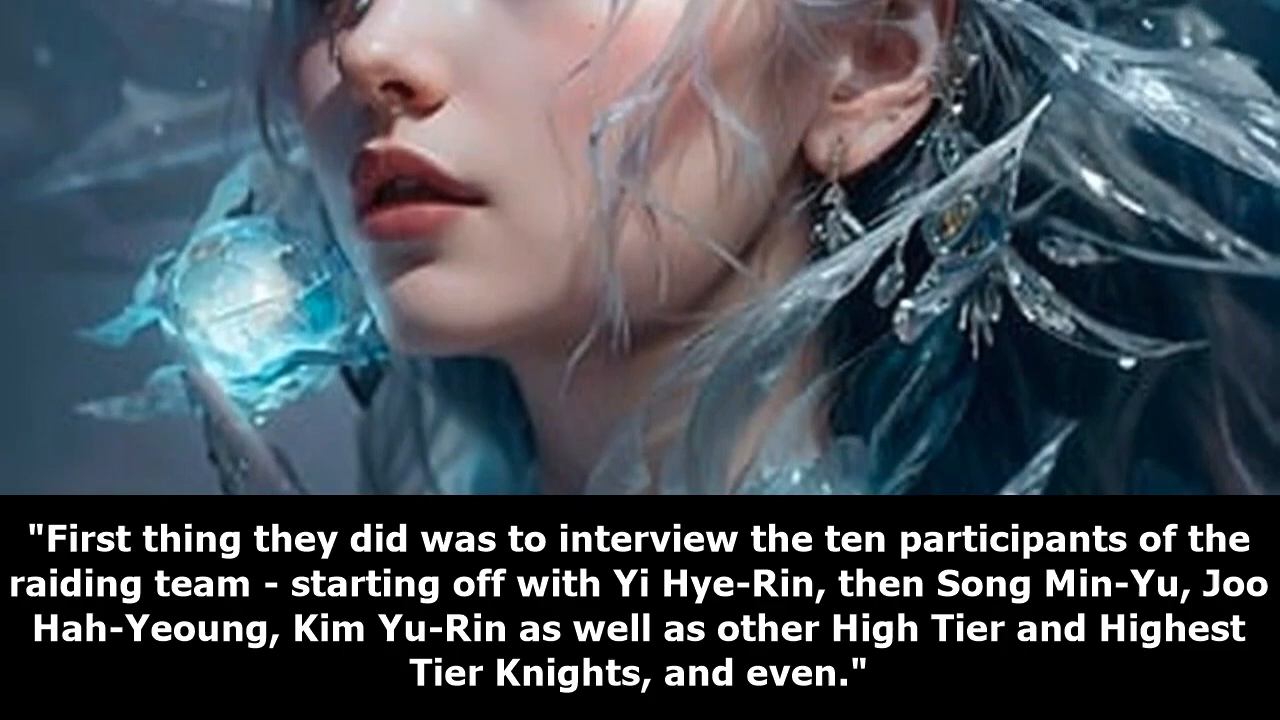 "First thing they did was to interview the ten participants of the
raiding team - starting off with Yi Hye-Rin, then Song Min-Yu, Joo
Hah-Yeoung, Kim Yu-Rin as well as other High Tier and Highest
Tier Knights, and even."